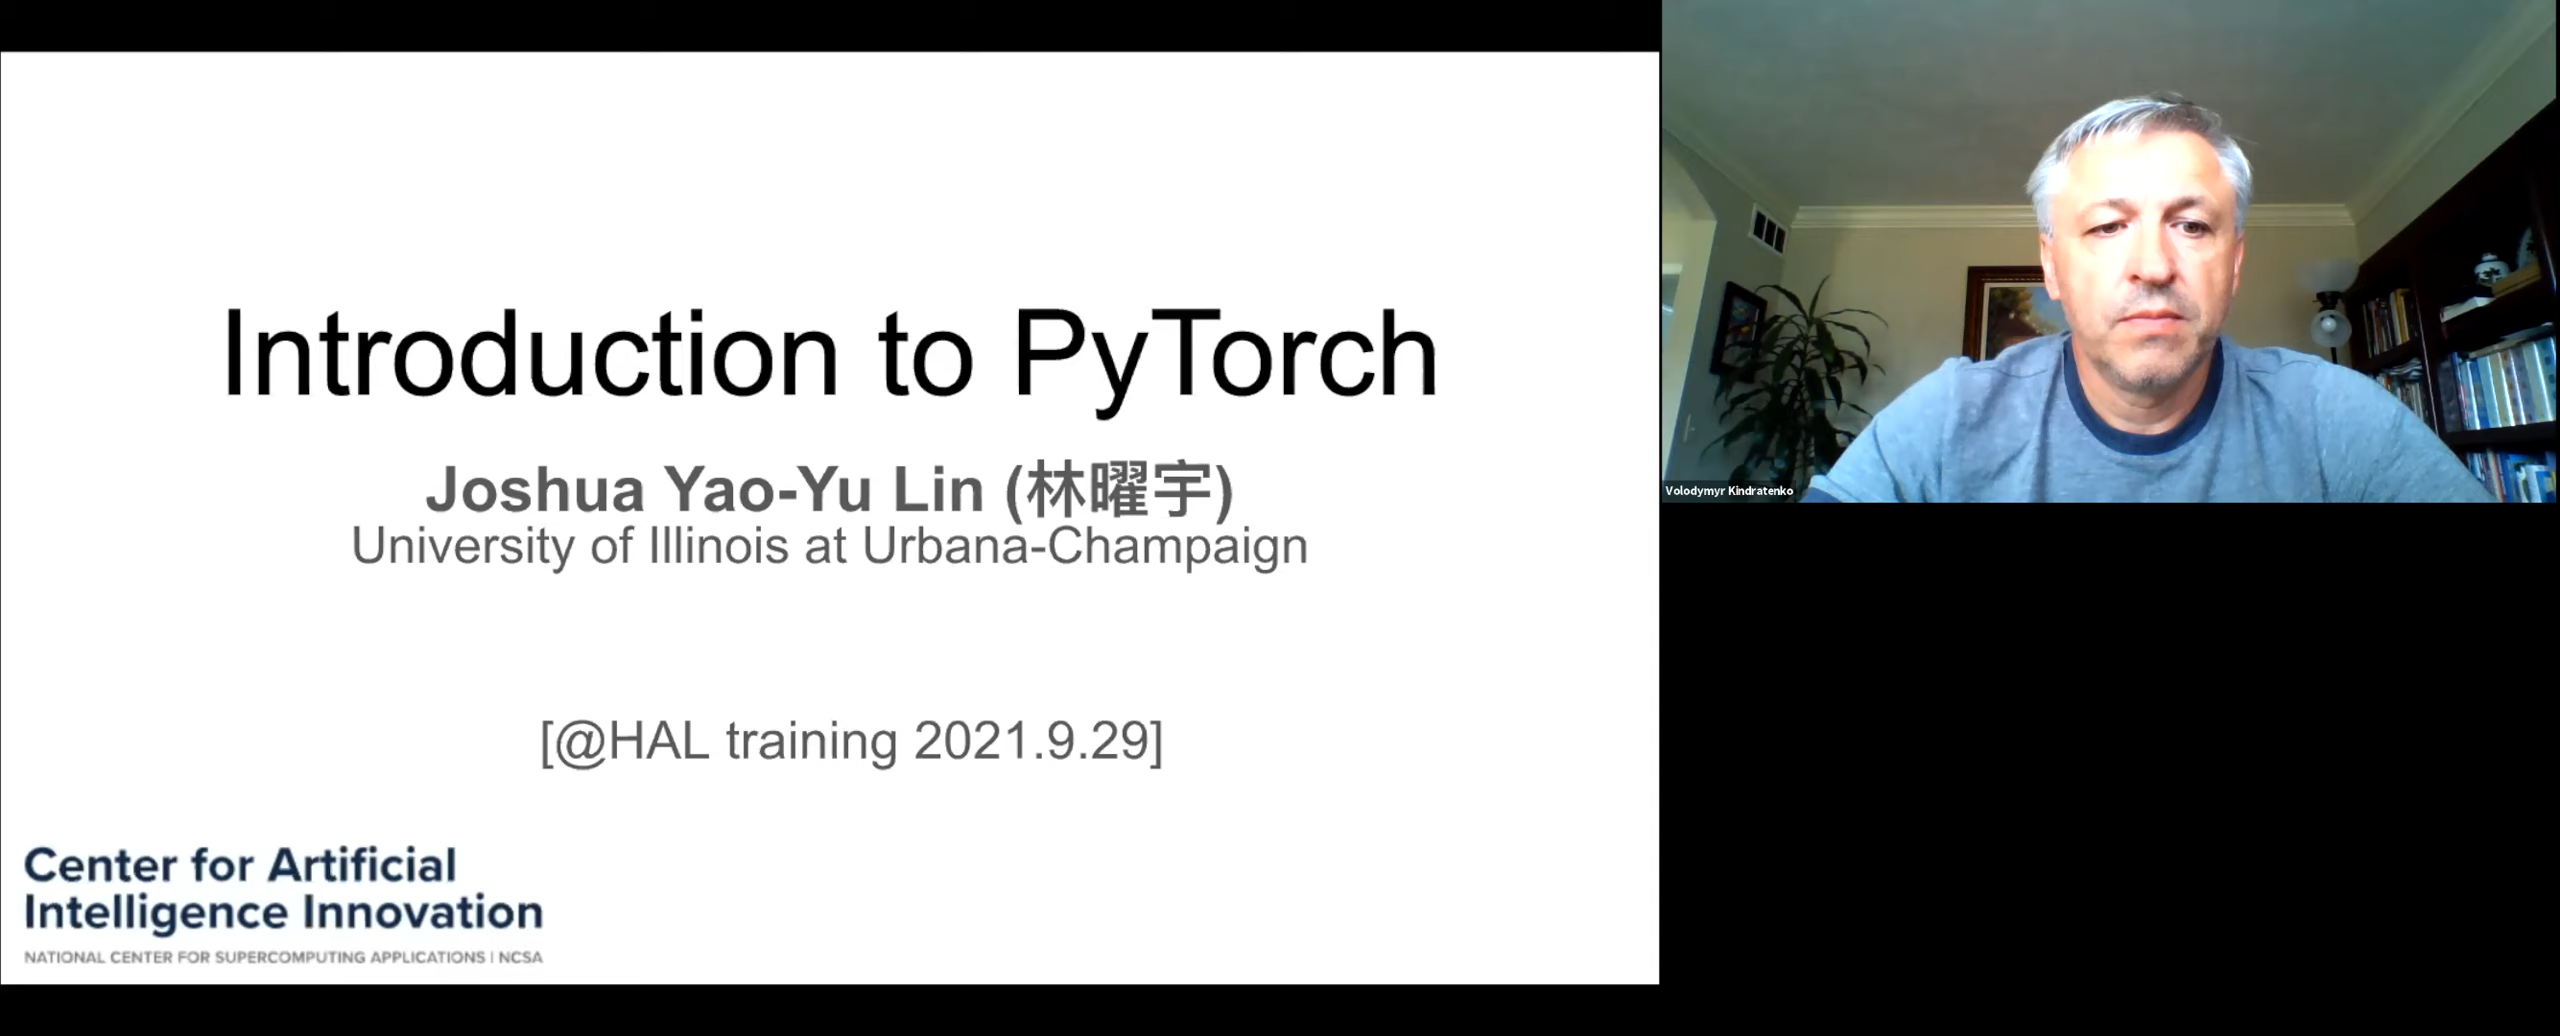 Introduction to PyTorch
Joshua Yao-Yu Lin (林曜宇)
University of Illinois at Urbana-Champaign
[@HAL training 2021.9.29]
Center for Artificial
Intelligence Innovation
NATIONAL CENTER FOR SUPERCOMPUTING APPLICATIONS | NCSA
Volodymyr Kindratenko